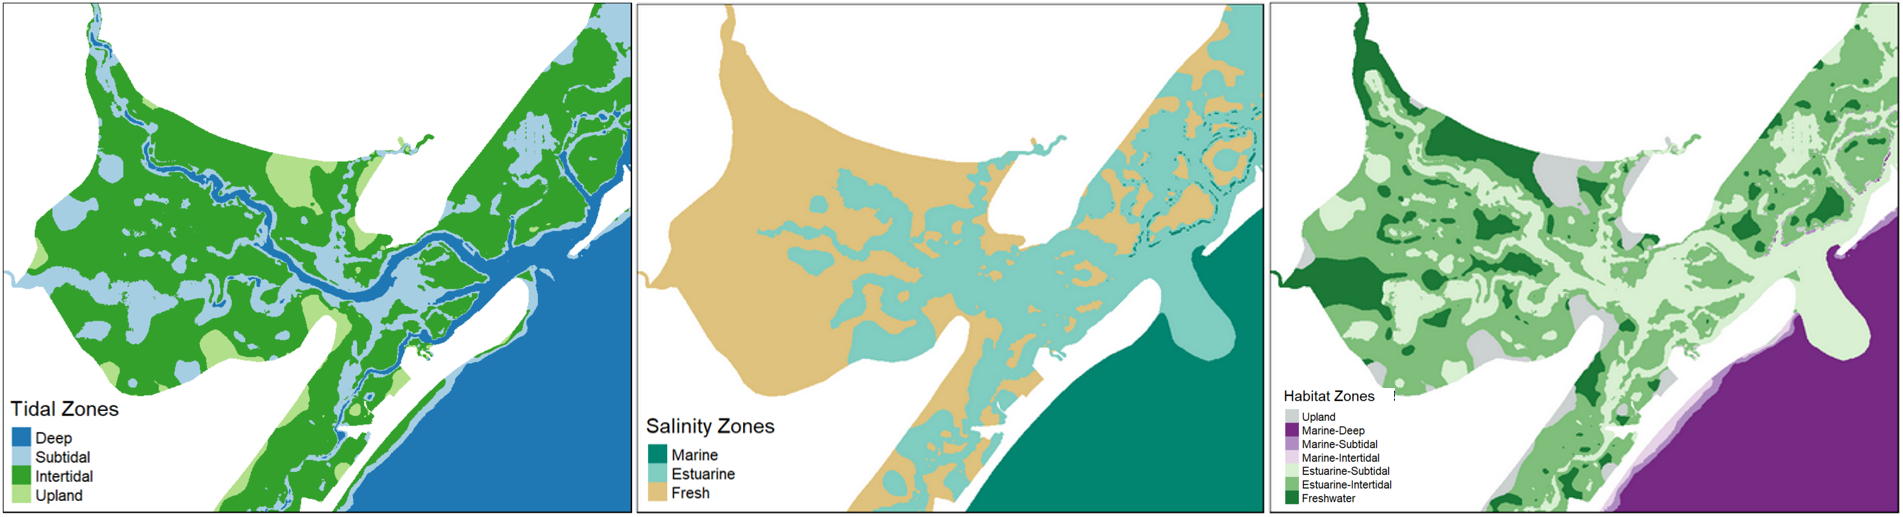 Tidal Zones
Deep
Subtidal
Intertidal
Upland
Salinity Zones
Marine
Estuarine
Fresh
Habitat Zones
Upland
Marine-Deep
Marine-Subtidal
Marine-Intertidal
Estuarine-Subtidal
Estuarine-Intertidal
Freshwater